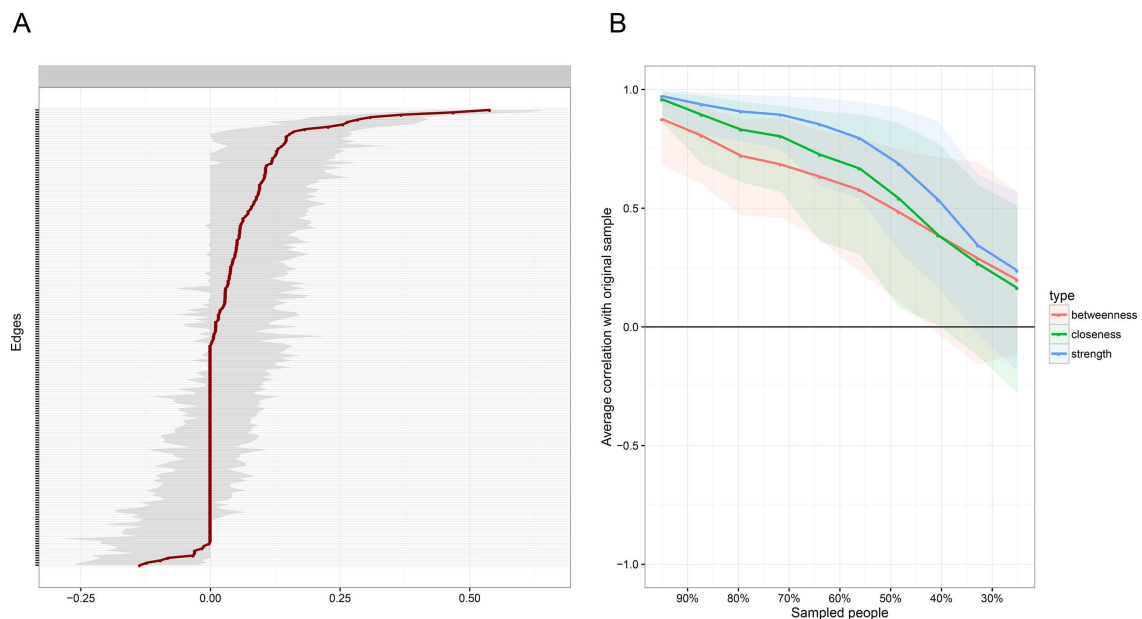 A
B
Edges
−0.25
0.00
0.25
0.50
Average correlation with original sample
1.0
0.5
0.0
−0.5
−1.0
90%
80%
70%
60%
50%
40%
30%
Sampled people
type
betweenness
closeness
strength